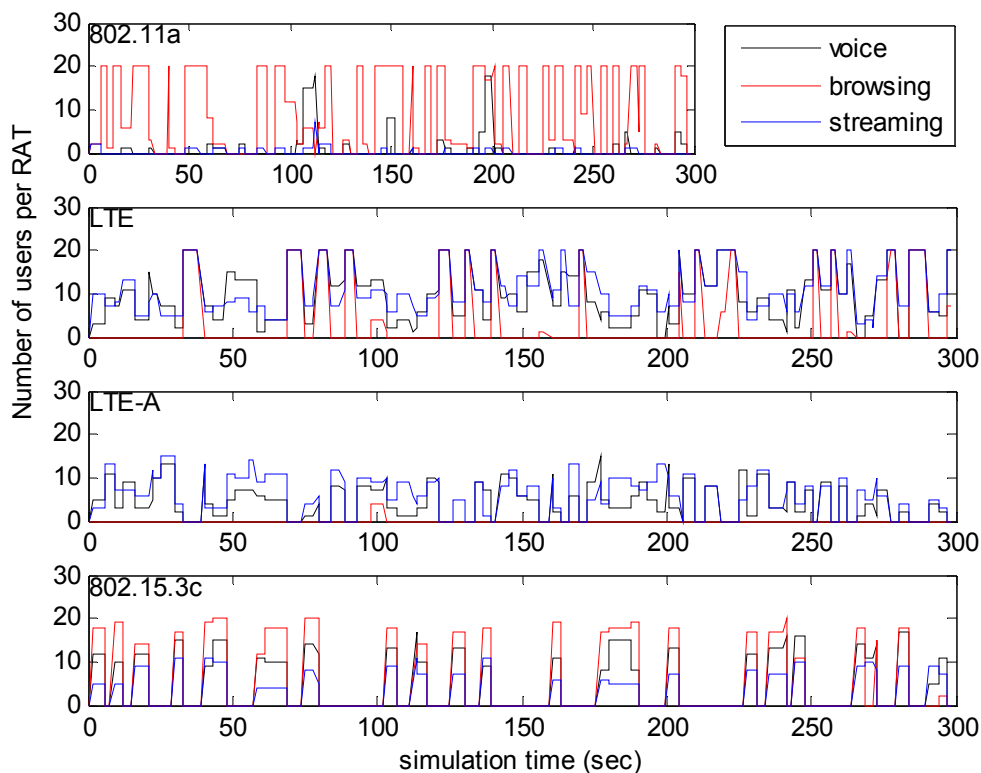 Number of users per RAT
30
20
10
0
802.11a
0 50 100 150 200 250 300
voice
browsing
streaming
30
20
10
0
LTE
0 50 100 150 200 250 300
30
20
10
0
LTE-A
0 50 100 150 200 250 300
30
20
10
0
802.15.3c
0 50 100 150 200 250 300
simulation time (sec)